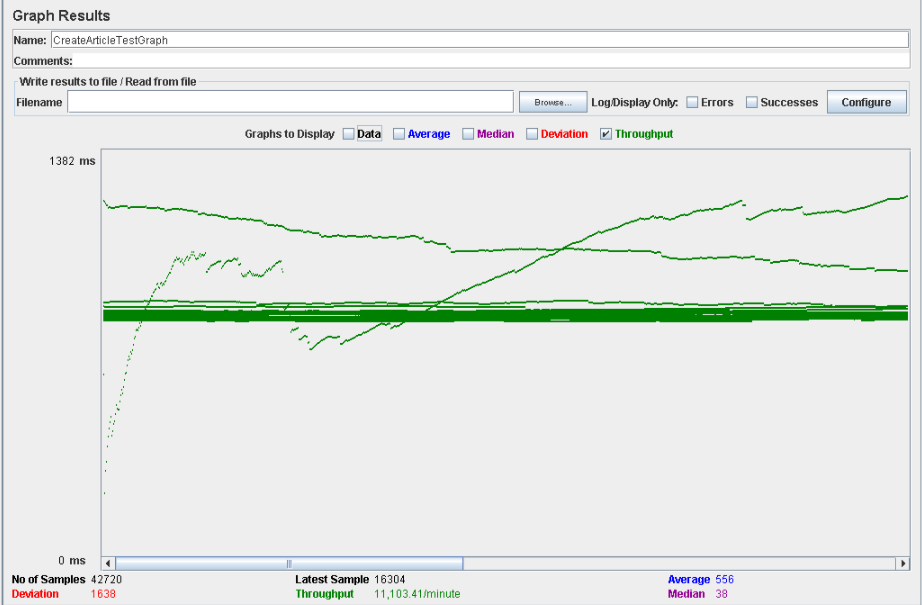 Graph Results
Name: CreateArticleTestGraph
Comments:
Write results to file / Read from file
Filename Browse... Log/Display Only: Errors Successes Configure
Graphs to Display Data Average Median Deviation Throughput
1382 ms
0 ms
No of Samples 42720 Latest Sample 16304 Average 556
Deviation 1638 Throughput 11,103.41/minute Median 38